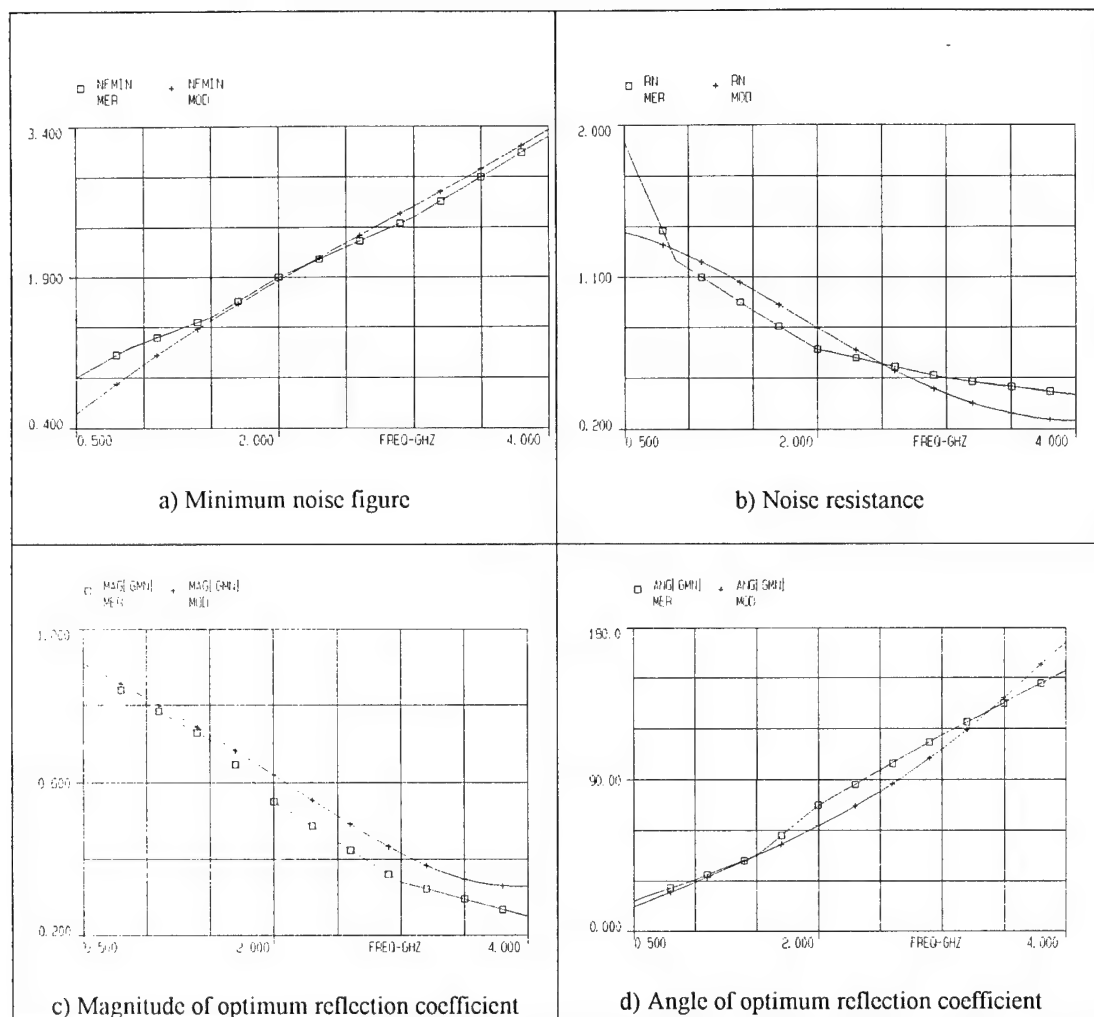 NFMIN NFMIN
MER MOD
3.400
1.900
0.400
0.500 2.000 FREQ-GHZ 4.000
a) Minimum noise figure
RN RN
MER MOD
2.000
1.100
0.200
0.500 2.000 FREQ-GHZ 4.000
b) Noise resistance
MAG[GMN] MAG[GMN]
MER MOD
0.600
0.200
0.500 2.000 FREQ-GHZ 4.000
c) Magnitude of optimum reflection coefficient
ANG[GMN] ANG[GMN]
MER MOD
180.0
90.00
0.000
0.500 2.000 FREQ-GHZ 4.000
d) Angle of optimum reflection coefficient